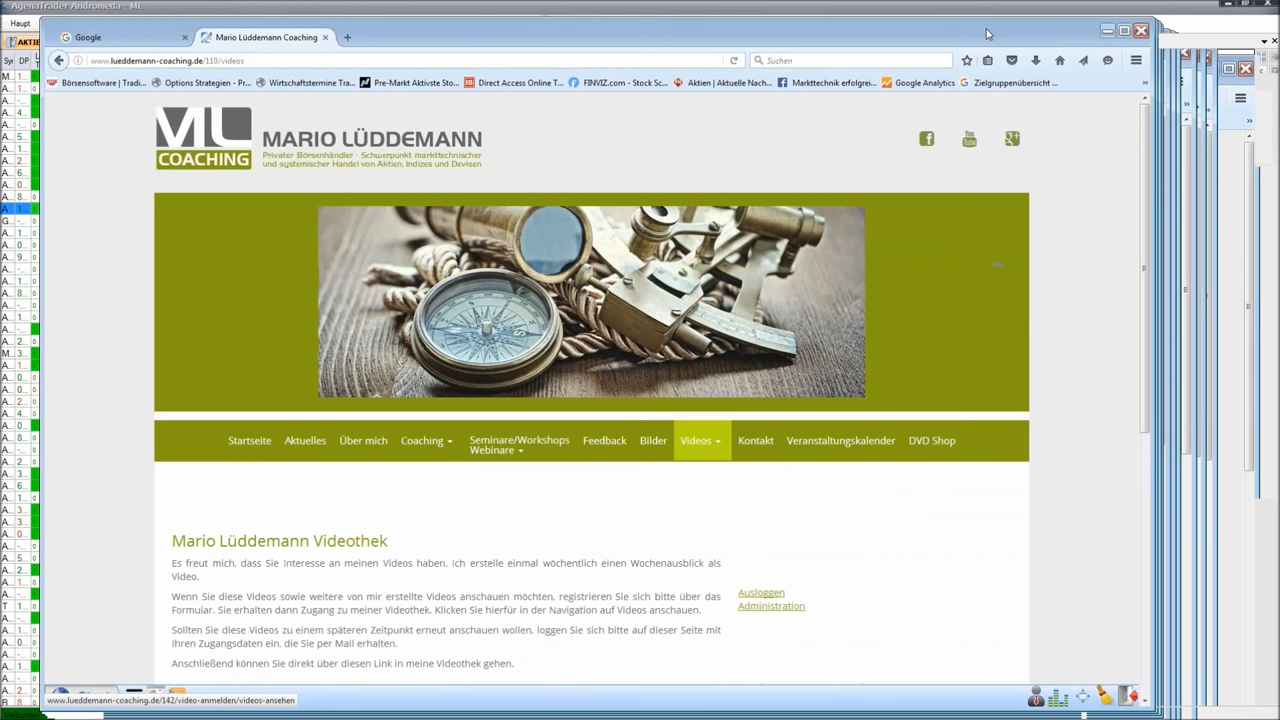 AgenaTrader Andromeda - ML
Haupt
Google
Mario Lüddemann Coaching
www.lueddemann-coaching.de/110/videos
Suchen
Börsensoftware | Tradi...
Options Strategies - Pr...
Wirtschaftstermine Tra...
Pre-Markt Aktivste Akt...
Direct Access Online T...
FINVIZ.com - Stock Sc...
Aktien | Aktuelle Nach...
Markttechnik erfolgrei...
Google Analytics
Zielgruppenübersicht ...
ML
COACHING
MARIO LÜDDEMANN
Privater Börsenhändler - Schwerpunkt markttechnischer
und systemischer Handel von Aktien, Indizes und Devisen
Startseite
Aktuelles
Über mich
Coaching
Seminare/Workshops
Webinare
Feedback
Bilder
Videos
Kontakt
Veranstaltungskalender
DVD Shop
Mario Lüddemann Videothek
Es freut mich, dass Sie Interesse an meinen Videos haben. Ich erstelle einmal wöchentlich einen Wochenausblick als
Video.
Wenn Sie diese Videos sowie weitere von mir erstellte Videos anschauen möchten, registrieren Sie sich bitte über das
Formular. Sie erhalten dann Zugang zu meiner Videothek. Klicken Sie hierfür in der Navigation auf Videos anschauen.
Sollten Sie diese Videos zu einem späteren Zeitpunkt erneut anschauen wollen, loggen Sie sich bitte auf dieser Seite mit
Ihren Zugangsdaten ein, die Sie per Mail erhalten.
Anschließend können Sie direkt über diesen Link in meine Videothek gehen.
Ausloggen
Administration
www.lueddemann-coaching.de/142/video-anmelden/videos-ansehen